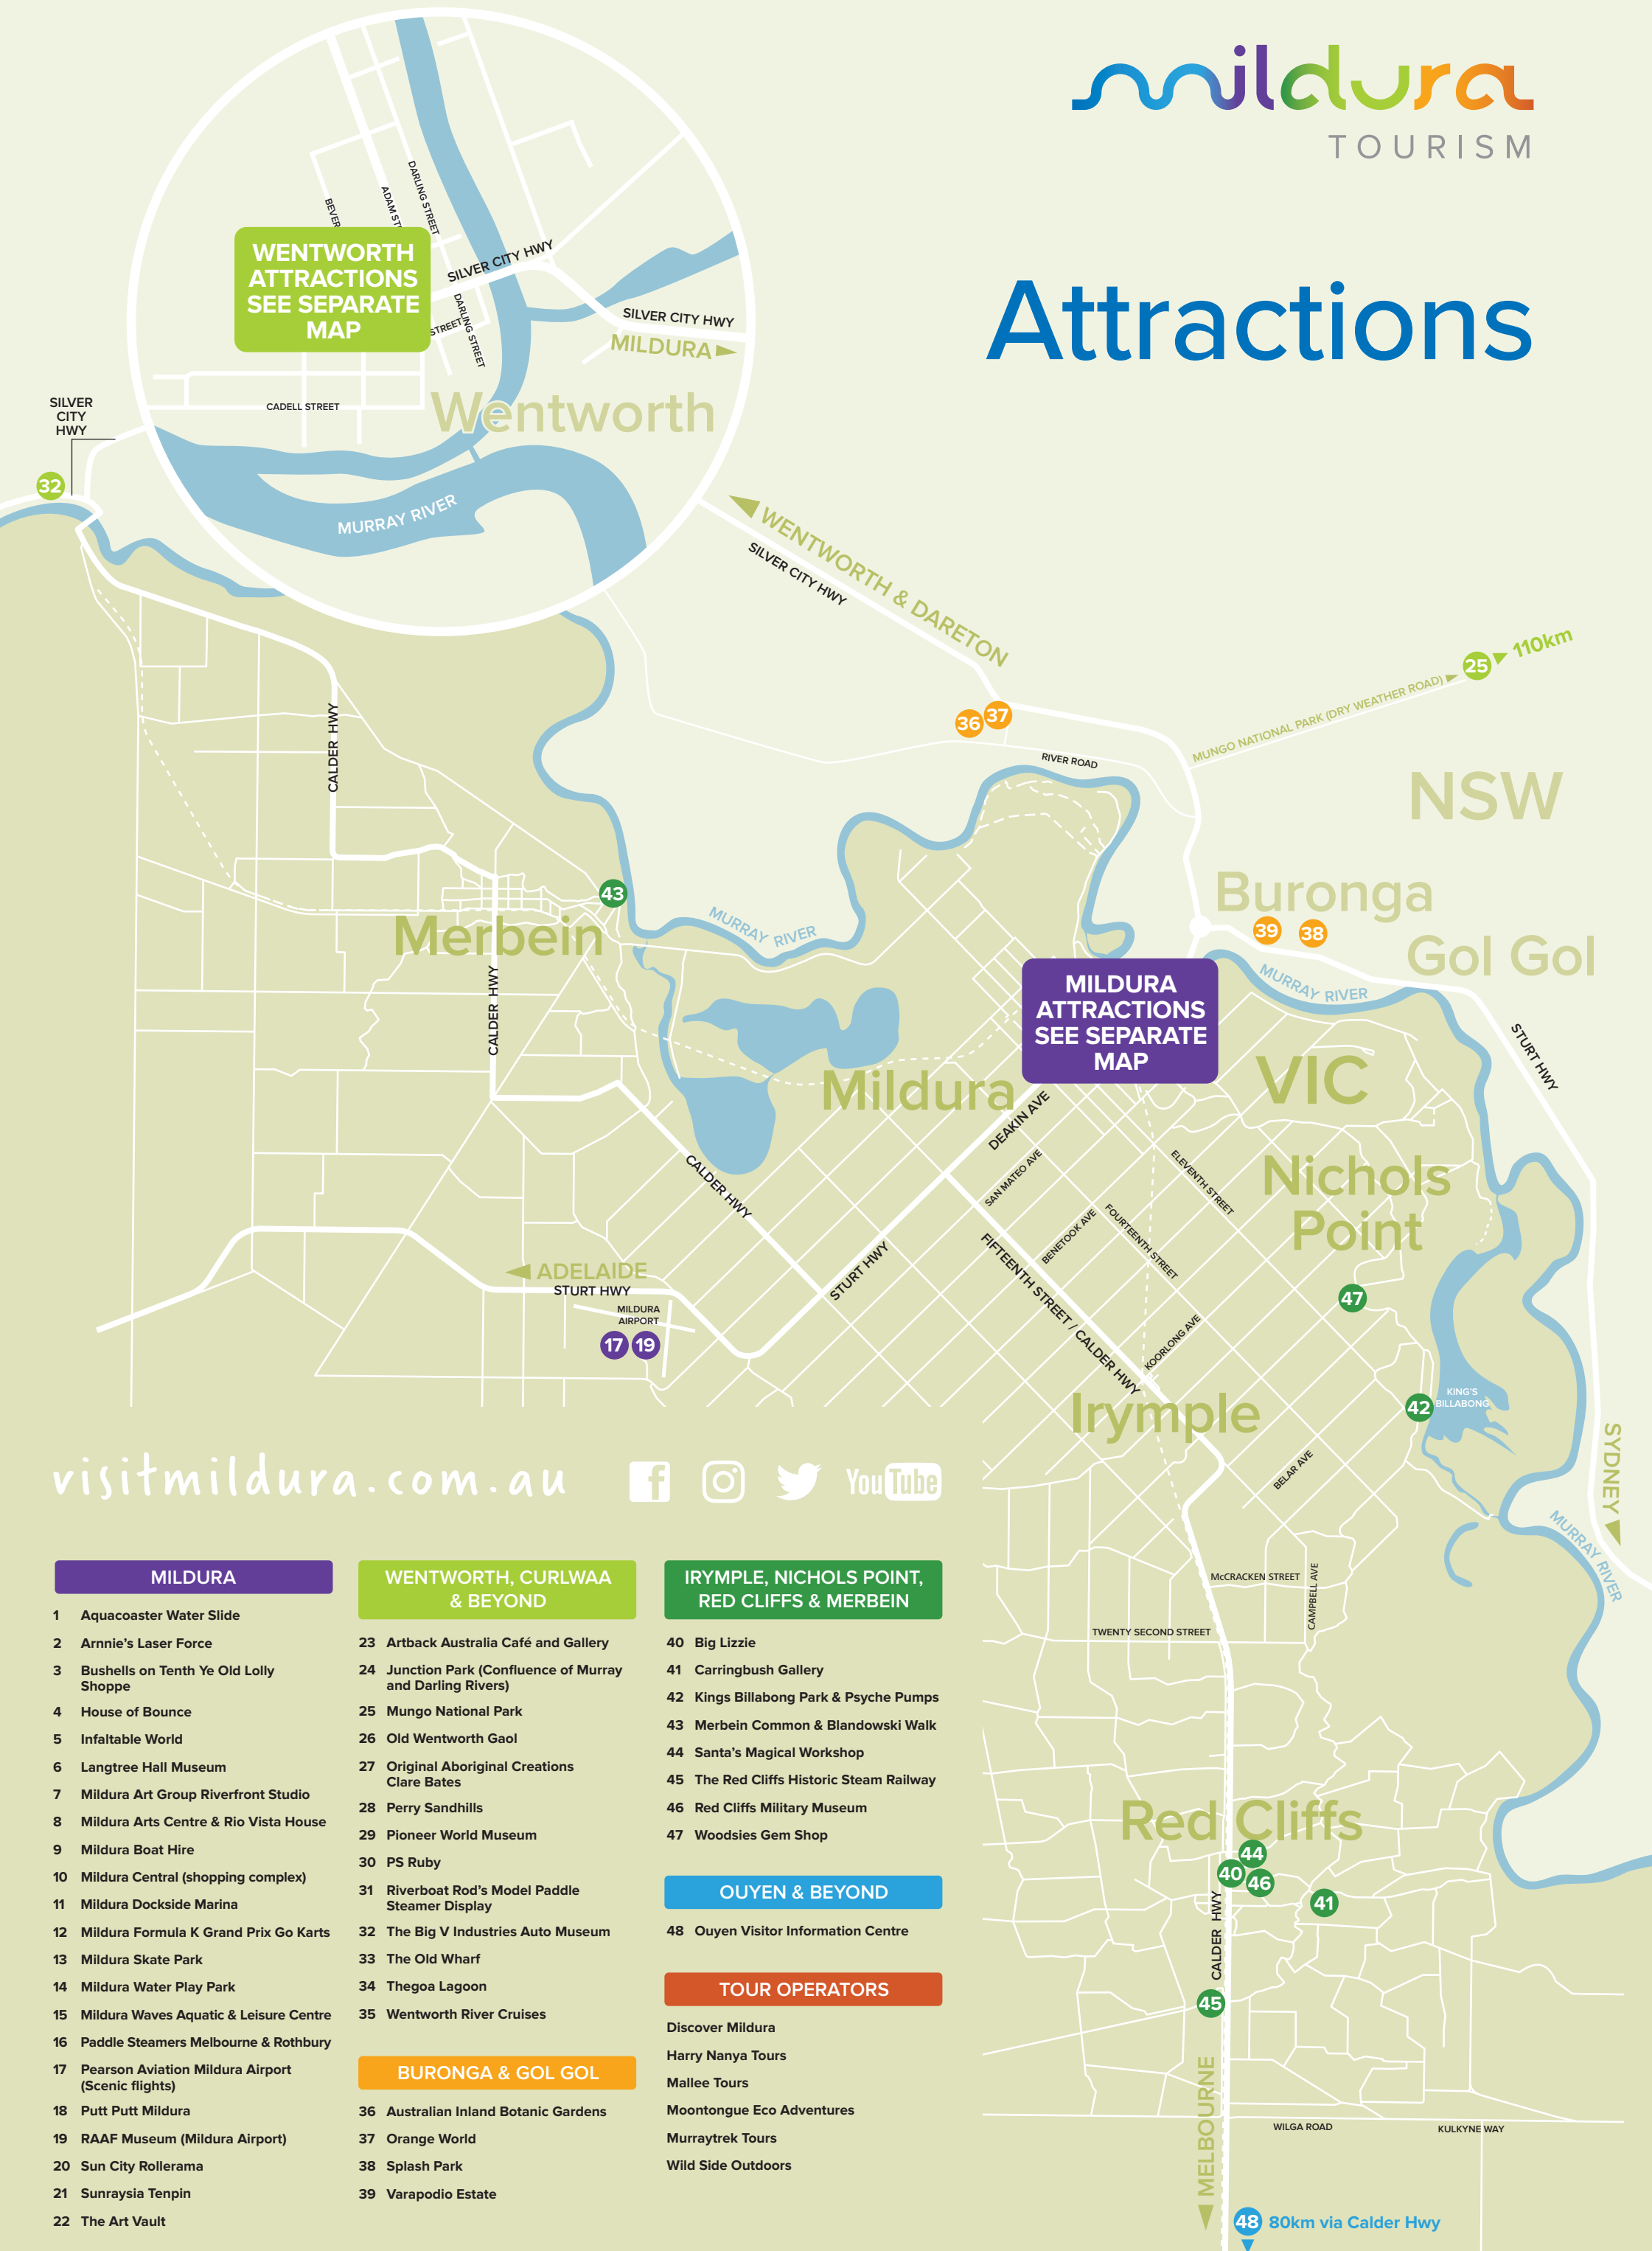 mildura
TOURISM
Attractions
BEVER
ADAM ST
DARLING STREET
WENTWORTH
ATTRACTIONS
SEE SEPARATE
MAP
SILVER CITY HWY
DARLING STREET
STREET
SILVER CITY HWY
MILDURA
CADELL STREET
Wentworth
SILVER
CITY
HWY
32
MURRAY RIVER
WENTWORTH & DARETON
SILVER CITY HWY
110km
25
MUNGO NATIONAL PARK (DRY WEATHER ROAD)
36
37
RIVER ROAD
CALDER HWY
NSW
43
Buronga
Merbein
MURRAY RIVER
39
38
Gol Gol
MILDURA
ATTRACTIONS
SEE SEPARATE
MAP
MURRAY RIVER
CALDER HWY
STURT HWY
Mildura
VIC
DEAKIN AVE
SAN MATEO AVE
ELEVENTH STREET
Nichols
Point
CALDER HWY
BENETOOK AVE
FOURTEENTH STREET
FIFTEENTH STREET / CALDER HWY
STURT HWY
ADELAIDE
STURT HWY
MILDURA
AIRPORT
17
19
47
KOORLONG AVE
Irymple
42
KING'S
BILLABONG
SYDNEY
BELAR AVE
MURRAY RIVER
McCRACKEN STREET
CAMPBELL AVE
TWENTY SECOND STREET
Red Cliffs
44
40
46
41
CALDER HWY
45
MELBOURNE
WILGA ROAD
KULKYNE WAY
48
80km via Calder Hwy
visitmildura.com.au
f
YouTube
MILDURA
1 Aquacoaster Water Slide
2 Arnnie's Laser Force
3 Bushells on Tenth Ye Old Lolly
Shoppe
4 House of Bounce
5 Infaltable World
6 Langtree Hall Museum
7 Mildura Art Group Riverfront Studio
8 Mildura Arts Centre & Rio Vista House
9 Mildura Boat Hire
10 Mildura Central (shopping complex)
11 Mildura Dockside Marina
12 Mildura Formula K Grand Prix Go Karts
13 Mildura Skate Park
14 Mildura Water Play Park
15 Mildura Waves Aquatic & Leisure Centre
16 Paddle Steamers Melbourne & Rothbury
17 Pearson Aviation Mildura Airport
(Scenic flights)
18 Putt Putt Mildura
19 RAAF Museum (Mildura Airport)
20 Sun City Rollerama
21 Sunraysia Tenpin
22 The Art Vault
WENTWORTH, CURLWAA
& BEYOND
23 Artback Australia Café and Gallery
24 Junction Park (Confluence of Murray
and Darling Rivers)
25 Mungo National Park
26 Old Wentworth Gaol
27 Original Aboriginal Creations
Clare Bates
28 Perry Sandhills
29 Pioneer World Museum
30 PS Ruby
31 Riverboat Rod's Model Paddle
Steamer Display
32 The Big V Industries Auto Museum
33 The Old Wharf
34 Thegoa Lagoon
35 Wentworth River Cruises
BURONGA & GOL GOL
36 Australian Inland Botanic Gardens
37 Orange World
38 Splash Park
39 Varapodio Estate
IRYMPLE, NICHOLS POINT,
RED CLIFFS & MERBEIN
40 Big Lizzie
41 Carringbush Gallery
42 Kings Billabong Park & Psyche Pumps
43 Merbein Common & Blandowski Walk
44 Santa's Magical Workshop
45 The Red Cliffs Historic Steam Railway
46 Red Cliffs Military Museum
47 Woodsies Gem Shop
OUYEN & BEYOND
48 Ouyen Visitor Information Centre
TOUR OPERATORS
Discover Mildura
Harry Nanya Tours
Mallee Tours
Moontongue Eco Adventures
Murraytrek Tours
Wild Side Outdoors